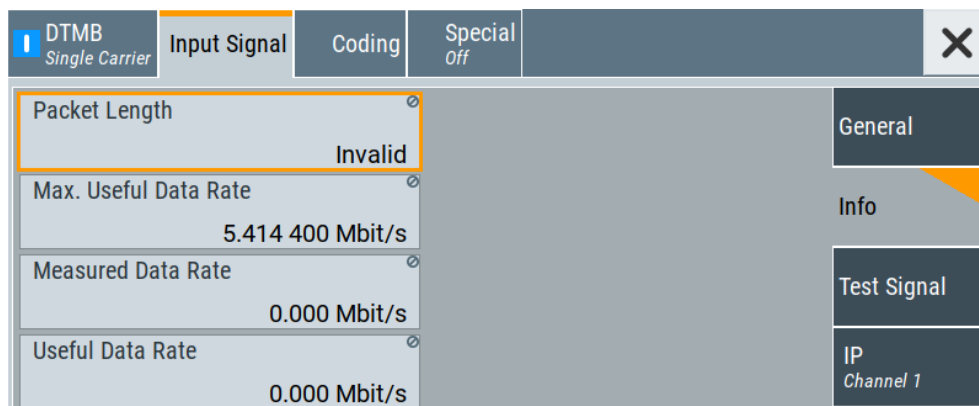 DTMB
Single Carrier
Input Signal
Coding
Special
Off
Packet Length
Invalid
Max. Useful Data Rate
5.414 400 Mbit/s
Measured Data Rate
0.000 Mbit/s
Useful Data Rate
0.000 Mbit/s
General
Info
Test Signal
IP
Channel 1